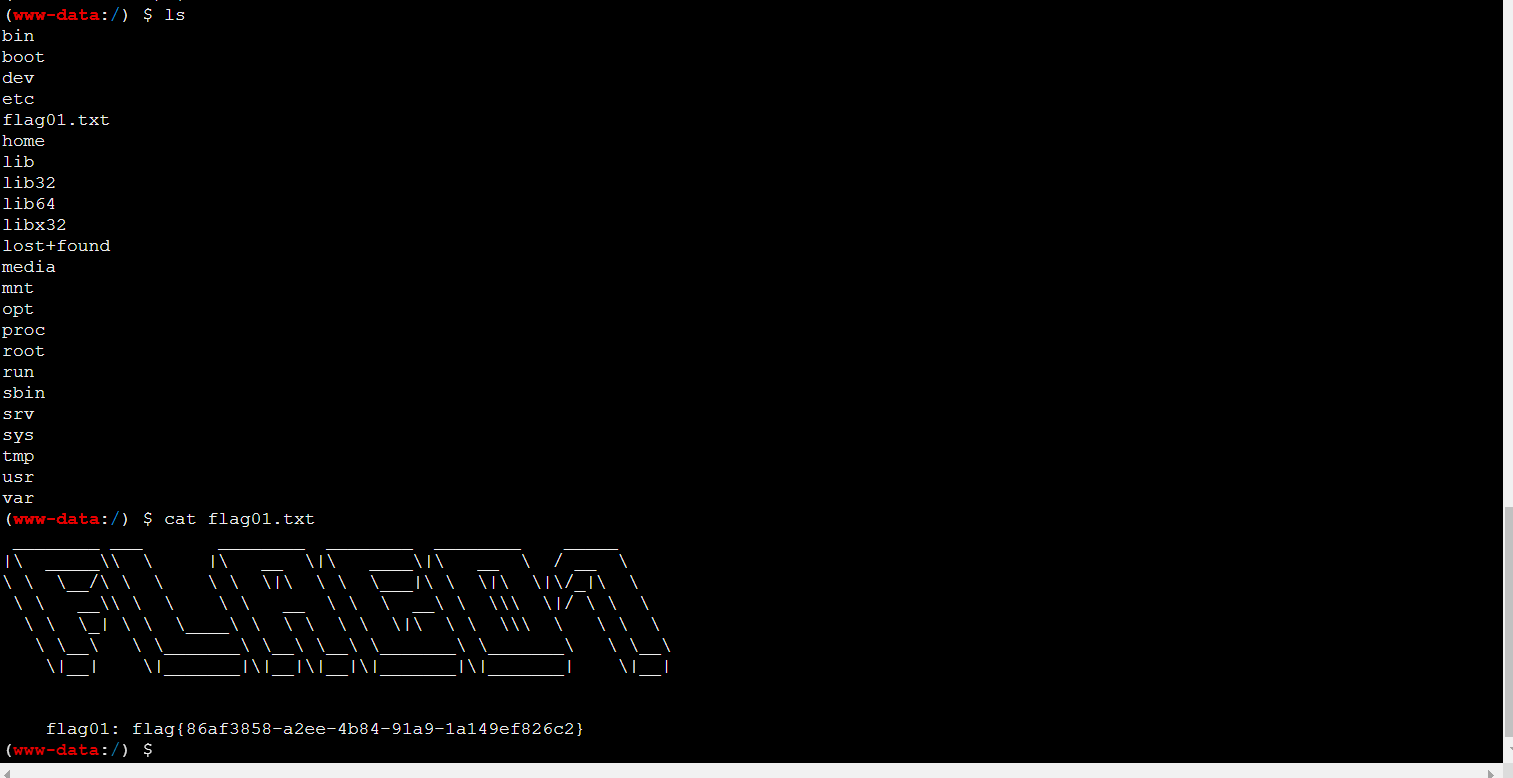 (www-data:/) $ ls
bin
boot
dev
etc
flag01.txt
home
lib
lib32
lib64
libx32
lost+found
media
mnt
opt
proc
root
run
sbin
srv
sys
tmp
usr
var
(www-data:/) $ cat flag01.txt
FLAG01
flag01: flag{86af3858-a2ee-4b84-91a9-1a149ef826c2}
(www-data:/) $